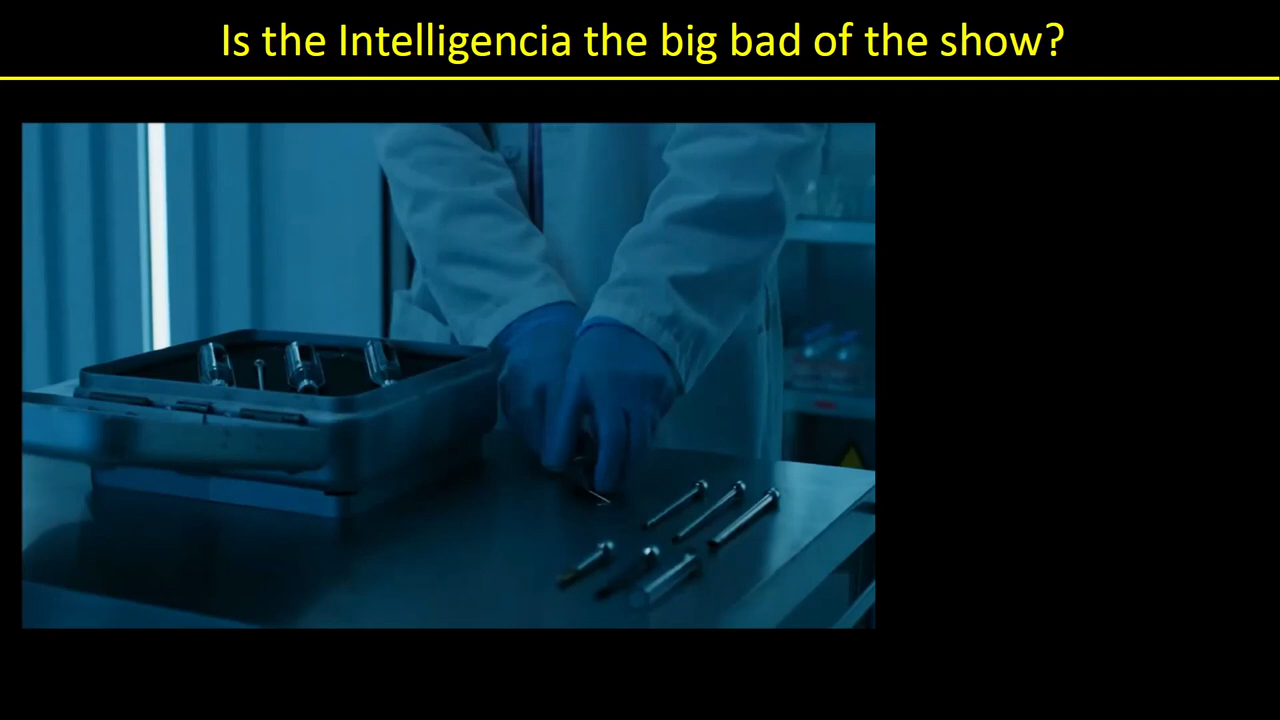 Is the Intelligencia the big bad of the show?